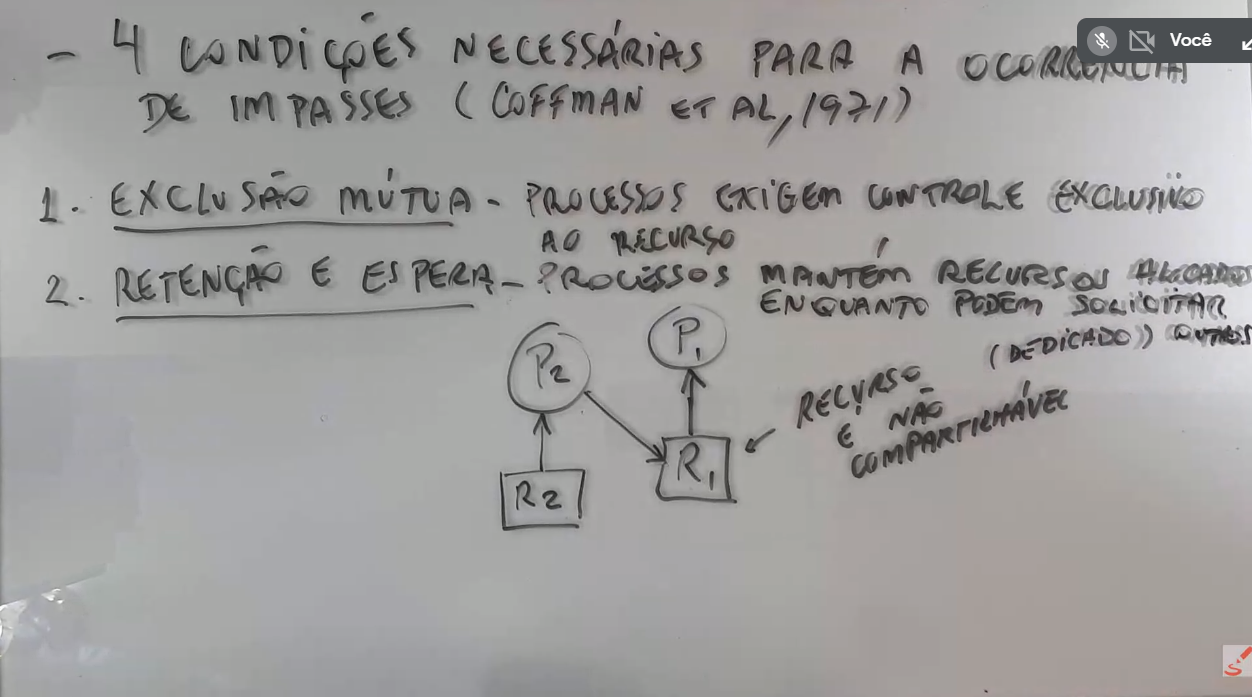 - 4 CONDIÇÕES NECESSÁRIAS PARA A OCORRÊNCIA
DE IMPASSES (COFFMAN ET AL, 1971)
1. EXCLUSÃO MÚTUA - PROCESSOS EXIGEM CONTROLE EXCLUSIVO
AO RECURSO
2. RETENÇÃO E ESPERA - PROCESSOS MANTÉM RECURSOS ALOCADOS
ENQUANTO PODEM SOLICITAR
(DEDICADO)) OUTROS
P2
P1
RECURSO
É NÃO
COMPARTILHÁVEL
R2
R1
Você